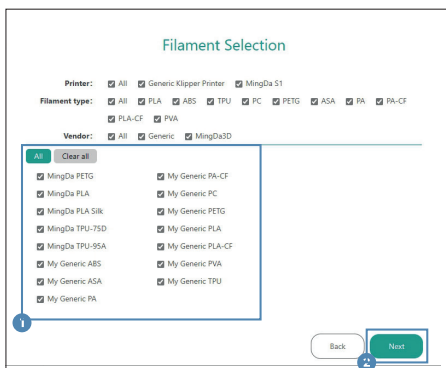 Filament Selection
Printer: All Generic Klipper Printer MingDa S1
Filament type: All PLA ABS TPU PC PETG ASA PA PA-CF
PLA-CF PVA
Vendor: All Generic MingDa3D
All Clear all
MingDa PETG My Generic PA-CF
MingDa PLA My Generic PC
MingDa PLA Silk My Generic PETG
MingDa TPU-75D My Generic PLA
MingDa TPU-95A My Generic PLA-CF
My Generic ABS My Generic PVA
My Generic ASA My Generic TPU
My Generic PA
1
Back Next
2